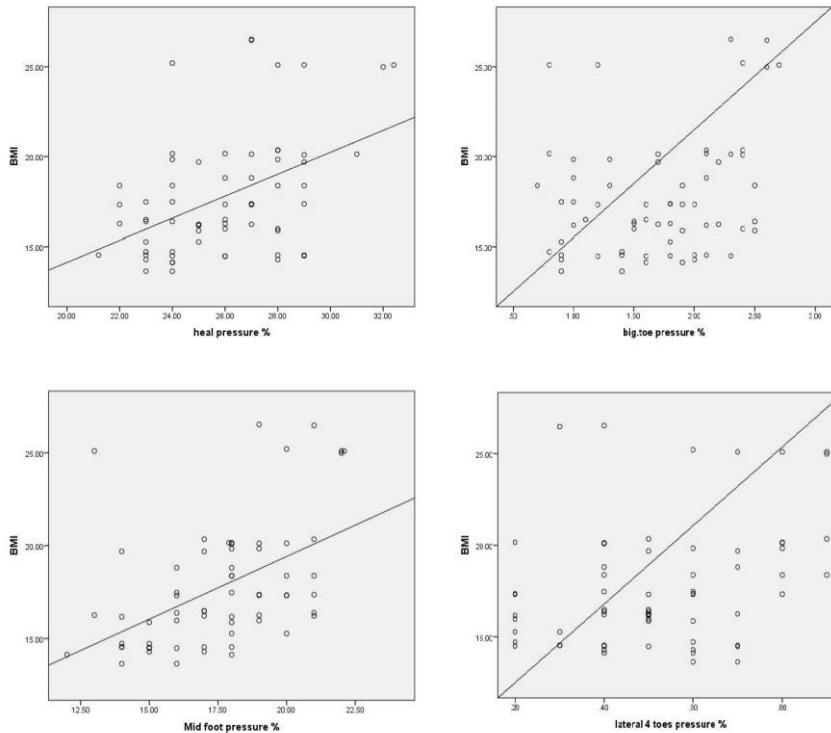 25.00
20.00
15.00
BMI
20.00 22.00 24.00 26.00 28.00 30.00 32.00
heal pressure %
25.00
20.00
15.00
BMI
.50 1.00 1.50 2.00 2.50 3.00
big.toe pressure %
25.00
20.00
15.00
BMI
12.50 15.00 17.50 20.00 22.50
Mid foot pressure %
25.00
20.00
15.00
BMI
.20 .40 .60 .80
lateral 4 toes pressure %